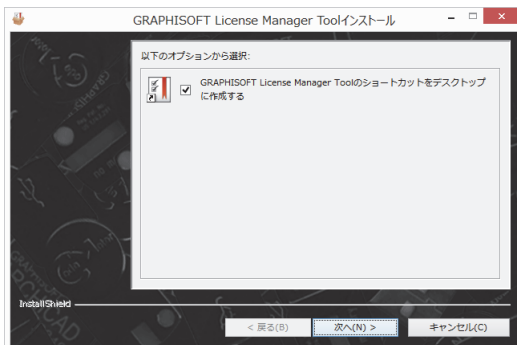 GRAPHISOFT License Manager Toolインストール
以下のオプションから選択:
GRAPHISOFT License Manager Toolのショートカットをデスクトップ
に作成する
InstallShield
< 戻る(B)
次へ(N) >
キャンセル(C)